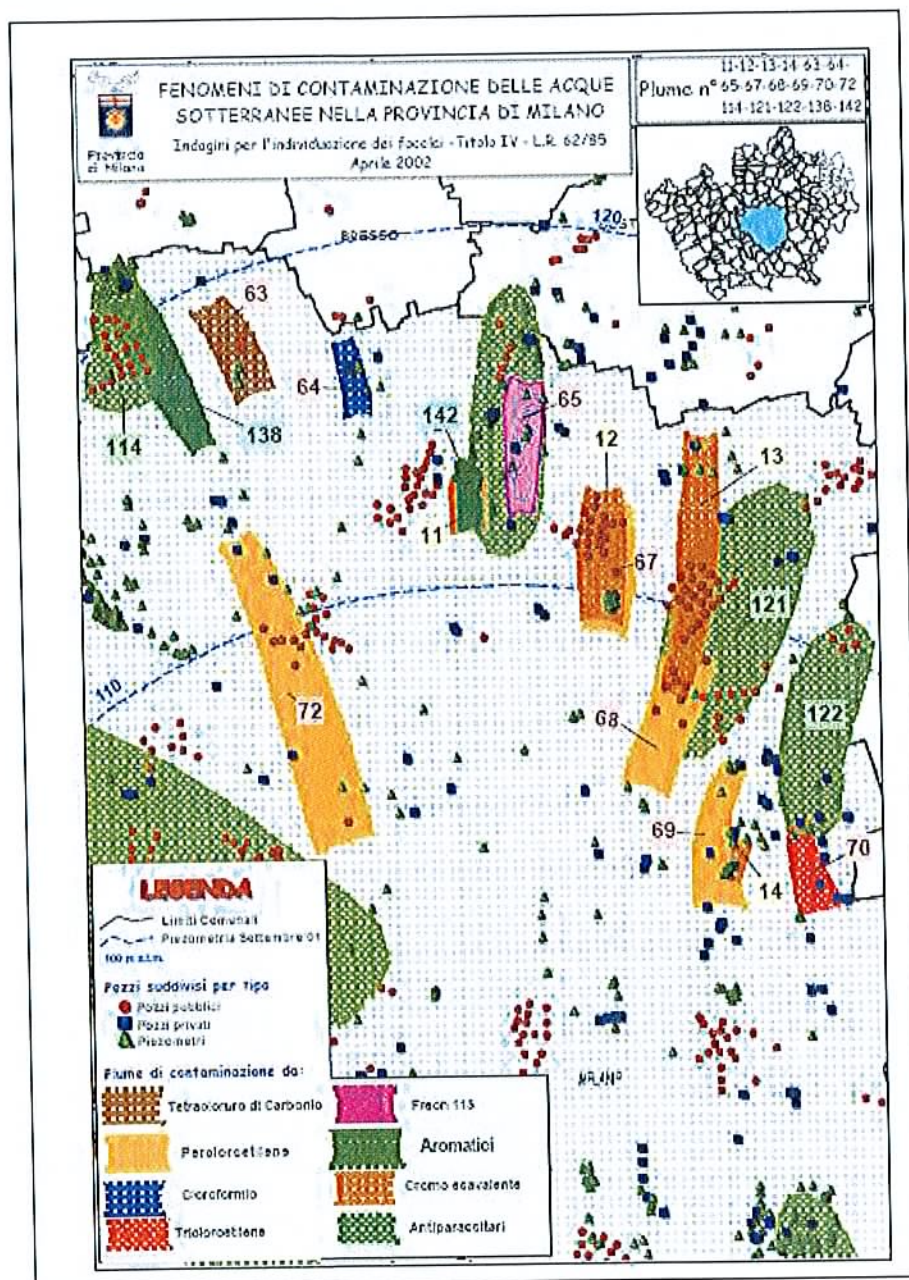 FENOMENI DI CONTAMINAZIONE DELLE ACQUE
SOTTERRANEE NELLA PROVINCIA DI MILANO
Indagini per l'individuazione dei focolai - Titolo IV - L.R. 62/85
Aprile 2002
Provincia
di Milano
11-12-13-14-63-64-
Plume n° 65-67-68-69-70-72
114-121-122-138-142
BRESSO
120
63
64
65
142
12
13
138
114
11
67
121
110
72
68
122
69
70
14
LEGENDA
Limiti Comunali
Piezometria Settembre 01
100 m s.l.m.
Pozzi suddivisi per tipo
Pozzi pubblici
Pozzi privati
Piezometri
MILANO
Plume di contaminazione da:
Tetracloruro di Carbonio
Freon 113
Percloroetilene
Aromatici
Cloroformio
Cromo esavalente
Tricloroetilene
Antiparassitari